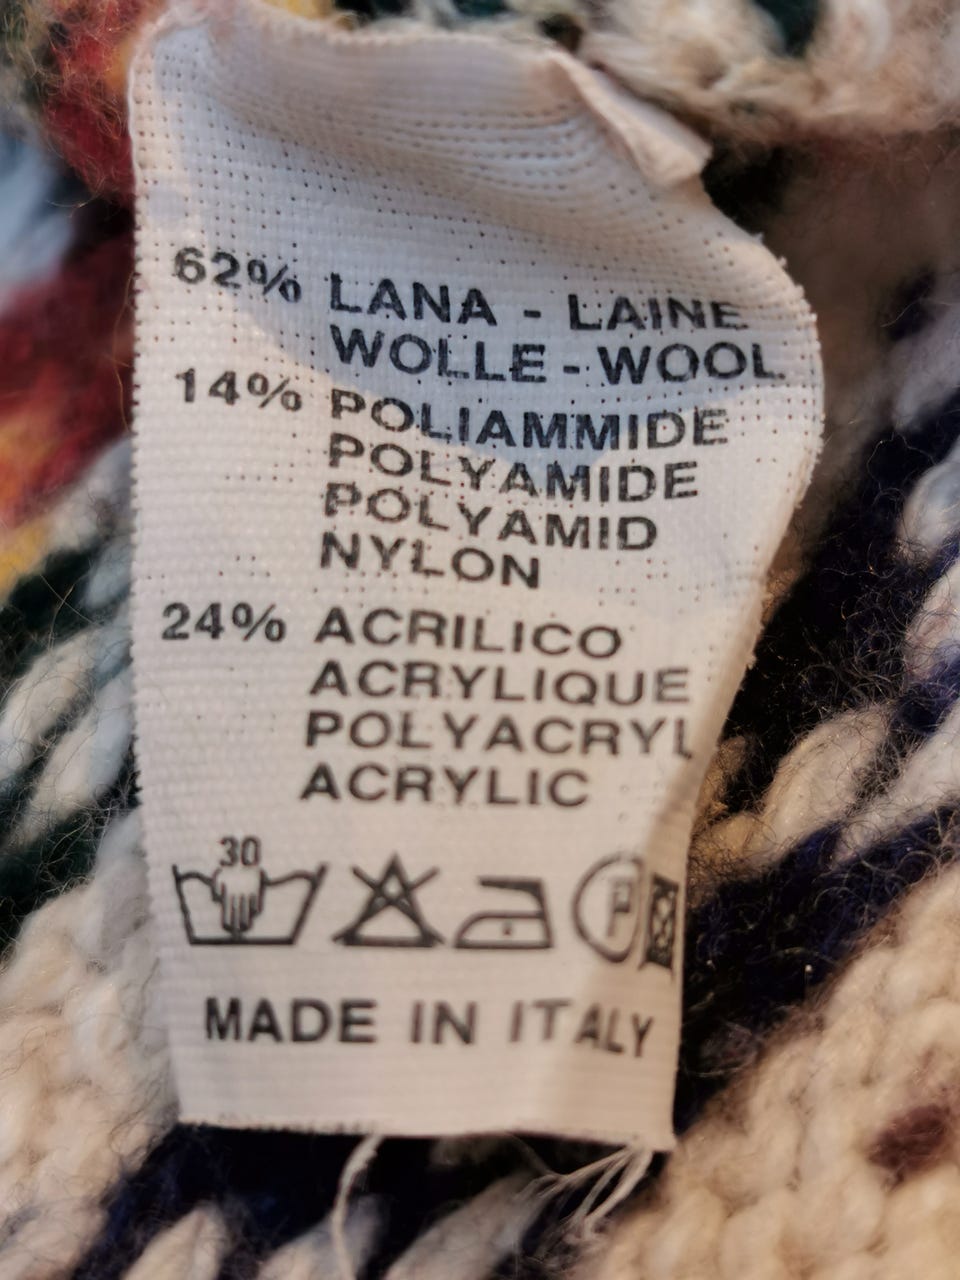 62% LANA - LAINE
WOLLE - WOOL
14% POLIAMMIDE
POLYAMIDE
POLYAMID
NYLON
24% ACRILICO
ACRYLIQUE
POLYACRYL
ACRYLIC
30 P
MADE IN ITALY